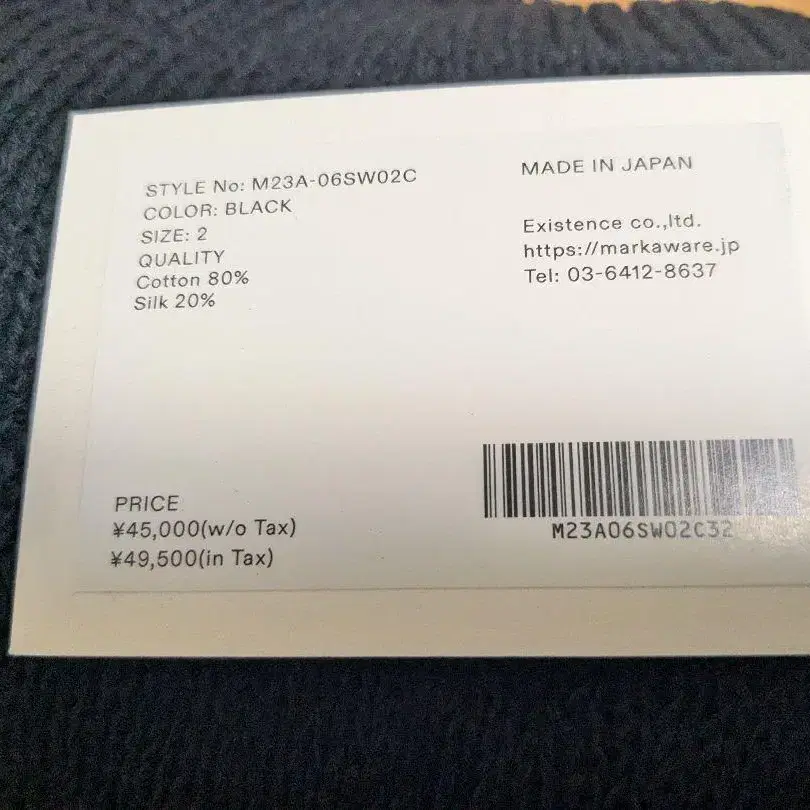 STYLE No: M23A-06SW02C
COLOR: BLACK
SIZE: 2
QUALITY
Cotton 80%
Silk 20%
MADE IN JAPAN
Existence co.,ltd.
https://markaware.jp
Tel: 03-6412-8637
PRICE
¥45,000(w/o Tax)
¥49,500(in Tax)
M23A06SW02C32